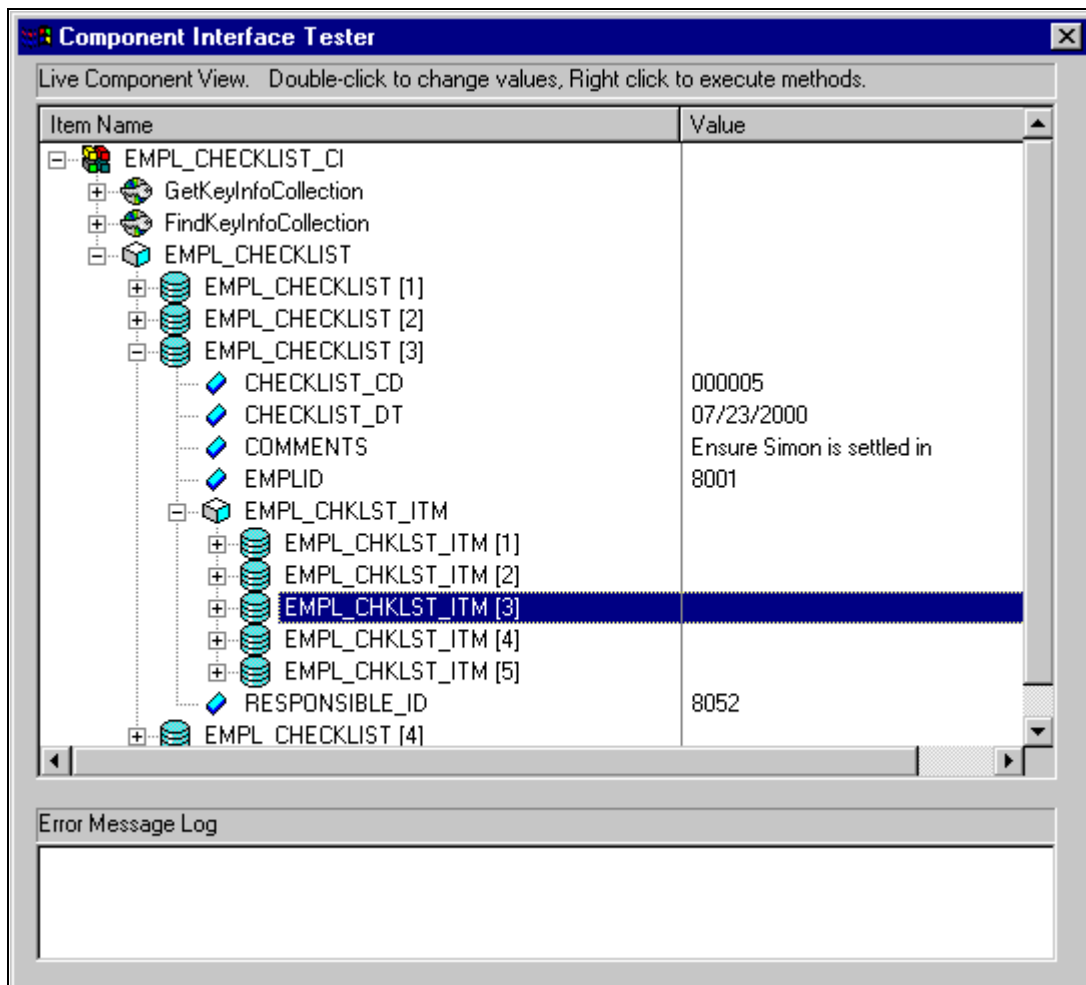 Component Interface Tester
Live Component View. Double-click to change values, Right click to execute methods.
Item Name Value
EMPL_CHECKLIST_CI
GetKeyInfoCollection
FindKeyInfoCollection
EMPL_CHECKLIST
EMPL_CHECKLIST [1]
EMPL_CHECKLIST [2]
EMPL_CHECKLIST [3]
CHECKLIST_CD 000005
CHECKLIST_DT 07/23/2000
COMMENTS Ensure Simon is settled in
EMPLID 8001
EMPL_CHKLST_ITM
EMPL_CHKLST_ITM [1]
EMPL_CHKLST_ITM [2]
EMPL_CHKLST_ITM [3]
EMPL_CHKLST_ITM [4]
EMPL_CHKLST_ITM [5]
RESPONSIBLE_ID 8052
EMPL_CHECKLIST [4]
Error Message Log